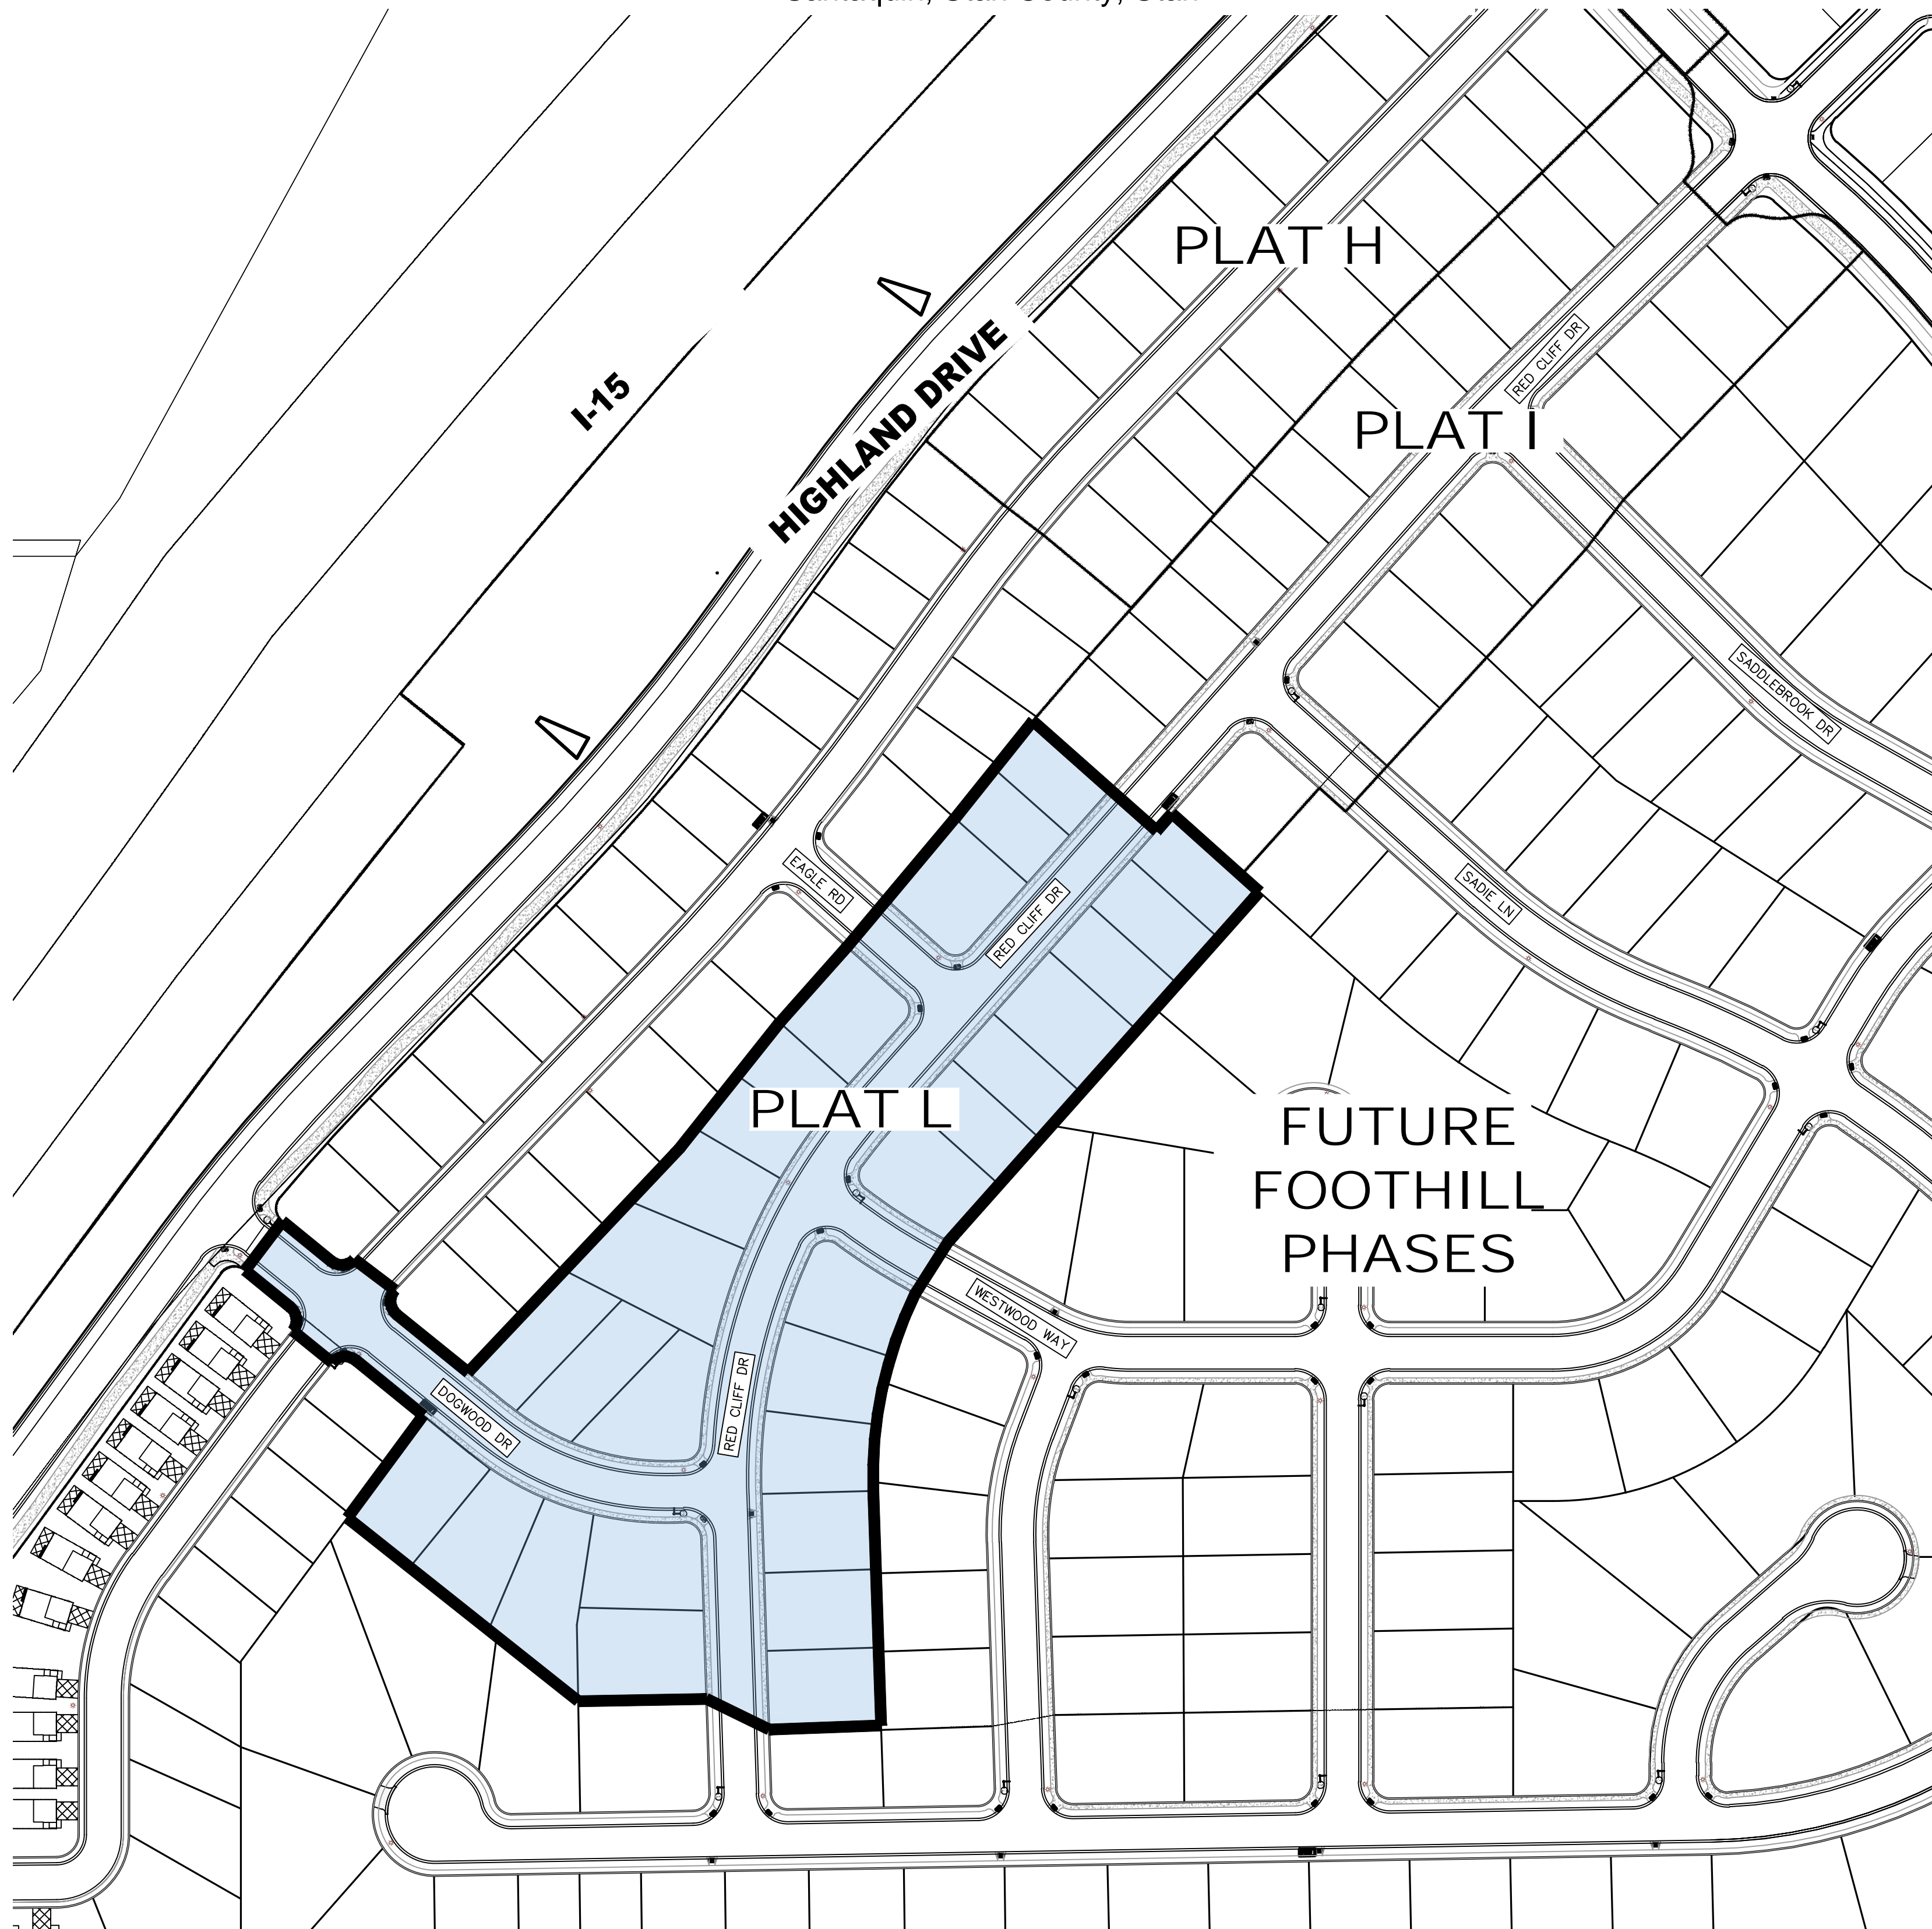 PLAT H
RED CLIFF DR
HIGHLAND DRIVE
I-15
PLAT I
SADDLEBROOK DR
EAGLE RD
RED CLIFF DR
SADIE LN
PLAT L
FUTURE
FOOTHILL
PHASES
WESTWOOD WAY
RED CLIFF DR
DOGWOOD DR